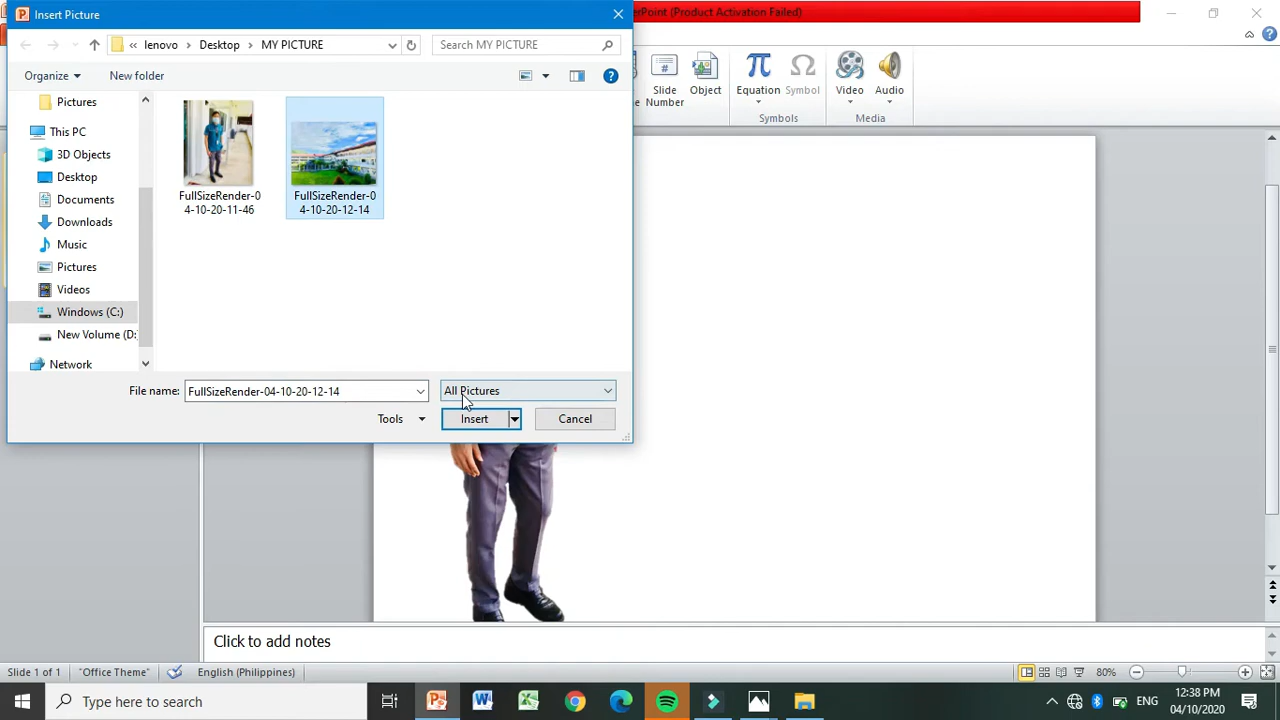 Insert Picture
erPoint (Product Activation Failed)
lenovo
Desktop
MY PICTURE
Search MY PICTURE
Organize
New folder
Slide
Number
Object
Equation
Symbol
Video
Audio
Symbols
Media
Pictures
This PC
3D Objects
Desktop
Documents
Downloads
Music
Pictures
Videos
Windows (C:)
New Volume (D:
Network
FullSizeRender-0
4-10-20-11-46
FullSizeRender-0
4-10-20-12-14
File name:
FullSizeRender-04-10-20-12-14
All Pictures
Tools
Insert
Cancel
Click to add notes
Slide 1 of 1
"Office Theme"
English (Philippines)
80%
Type here to search
ENG
12:38 PM
04/10/2020